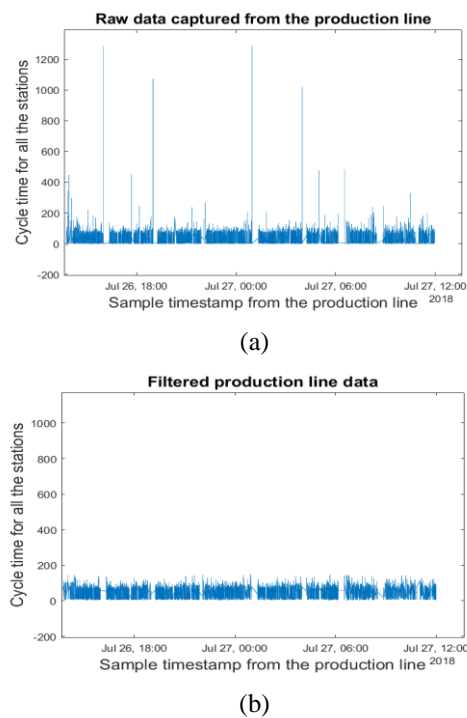 Raw data captured from the production line
Cycle time for all the stations
1200
1000
800
600
400
200
0
-200
Jul 26, 18:00 Jul 27, 00:00 Jul 27, 06:00 Jul 27, 12:00
Sample timestamp from the production line 2018
(a)
Filtered production line data
Cycle time for all the stations
1000
800
600
400
200
0
-200
Jul 26, 18:00 Jul 27, 00:00 Jul 27, 06:00 Jul 27, 12:00
Sample timestamp from the production line 2018
(b)